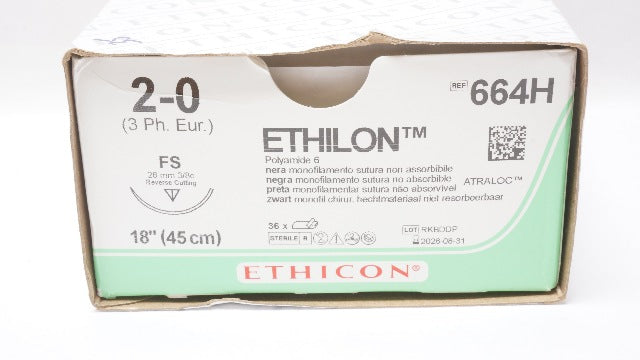 2-0
(3 Ph. Eur.)
FS
26 mm 3/8c
Reverse Cutting
18" (45 cm)
REF 664H
ETHILON™
Polyamide 6
nera monofilamento sutura non assorbibile
negra monofilamento sutura no absorbible
preta monofilamentar sutura não absorvível
zwart monofil chirur. hechtmateriaal niet resorbeerbaar
ATRALOC™
36 x
STERILE R
LOT
2026-08-31
ETHICON®